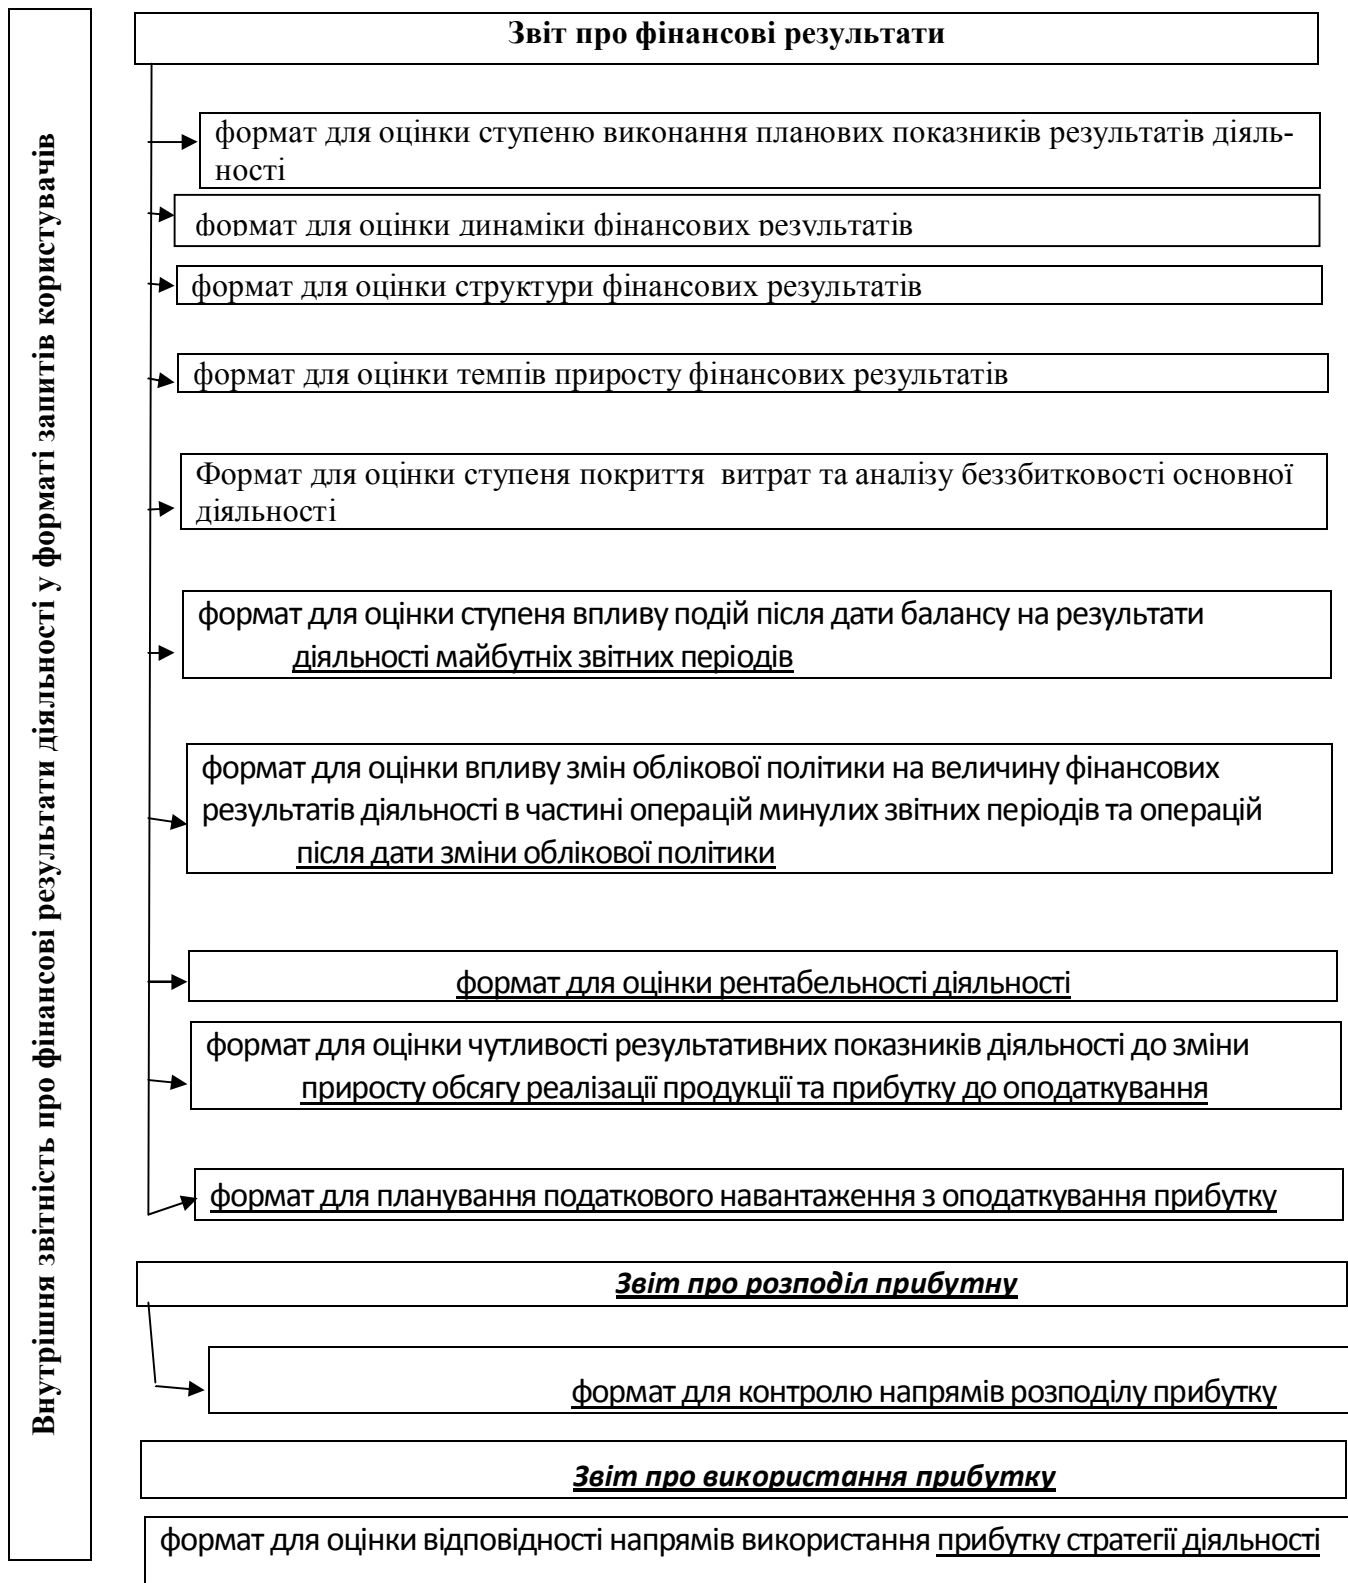 Внутрішня звітність про фінансові результати діяльності у форматі запитів користувачів
Звіт про фінансові результати
формат для оцінки ступеню виконання планових показників результатів діяль-
ності
формат для оцінки динаміки фінансових результатів
формат для оцінки структури фінансових результатів
формат для оцінки темпів приросту фінансових результатів
Формат для оцінки ступеня покриття витрат та аналізу беззбитковості основної
діяльності
формат для оцінки ступеня впливу подій після дати балансу на результати
діяльності майбутніх звітних періодів
формат для оцінки впливу змін облікової політики на величину фінансових
результатів діяльності в частині операцій минулих звітних періодів та операцій
після дати зміни облікової політики
формат для оцінки рентабельності діяльності
формат для оцінки чутливості результативних показників діяльності до зміни
приросту обсягу реалізації продукції та прибутку до оподаткування
формат для планування податкового навантаження з оподаткування прибутку
Звіт про розподіл прибутну
формат для контролю напрямів розподілу прибутку
Звіт про використання прибутку
формат для оцінки відповідності напрямів використання прибутку стратегії діяльності